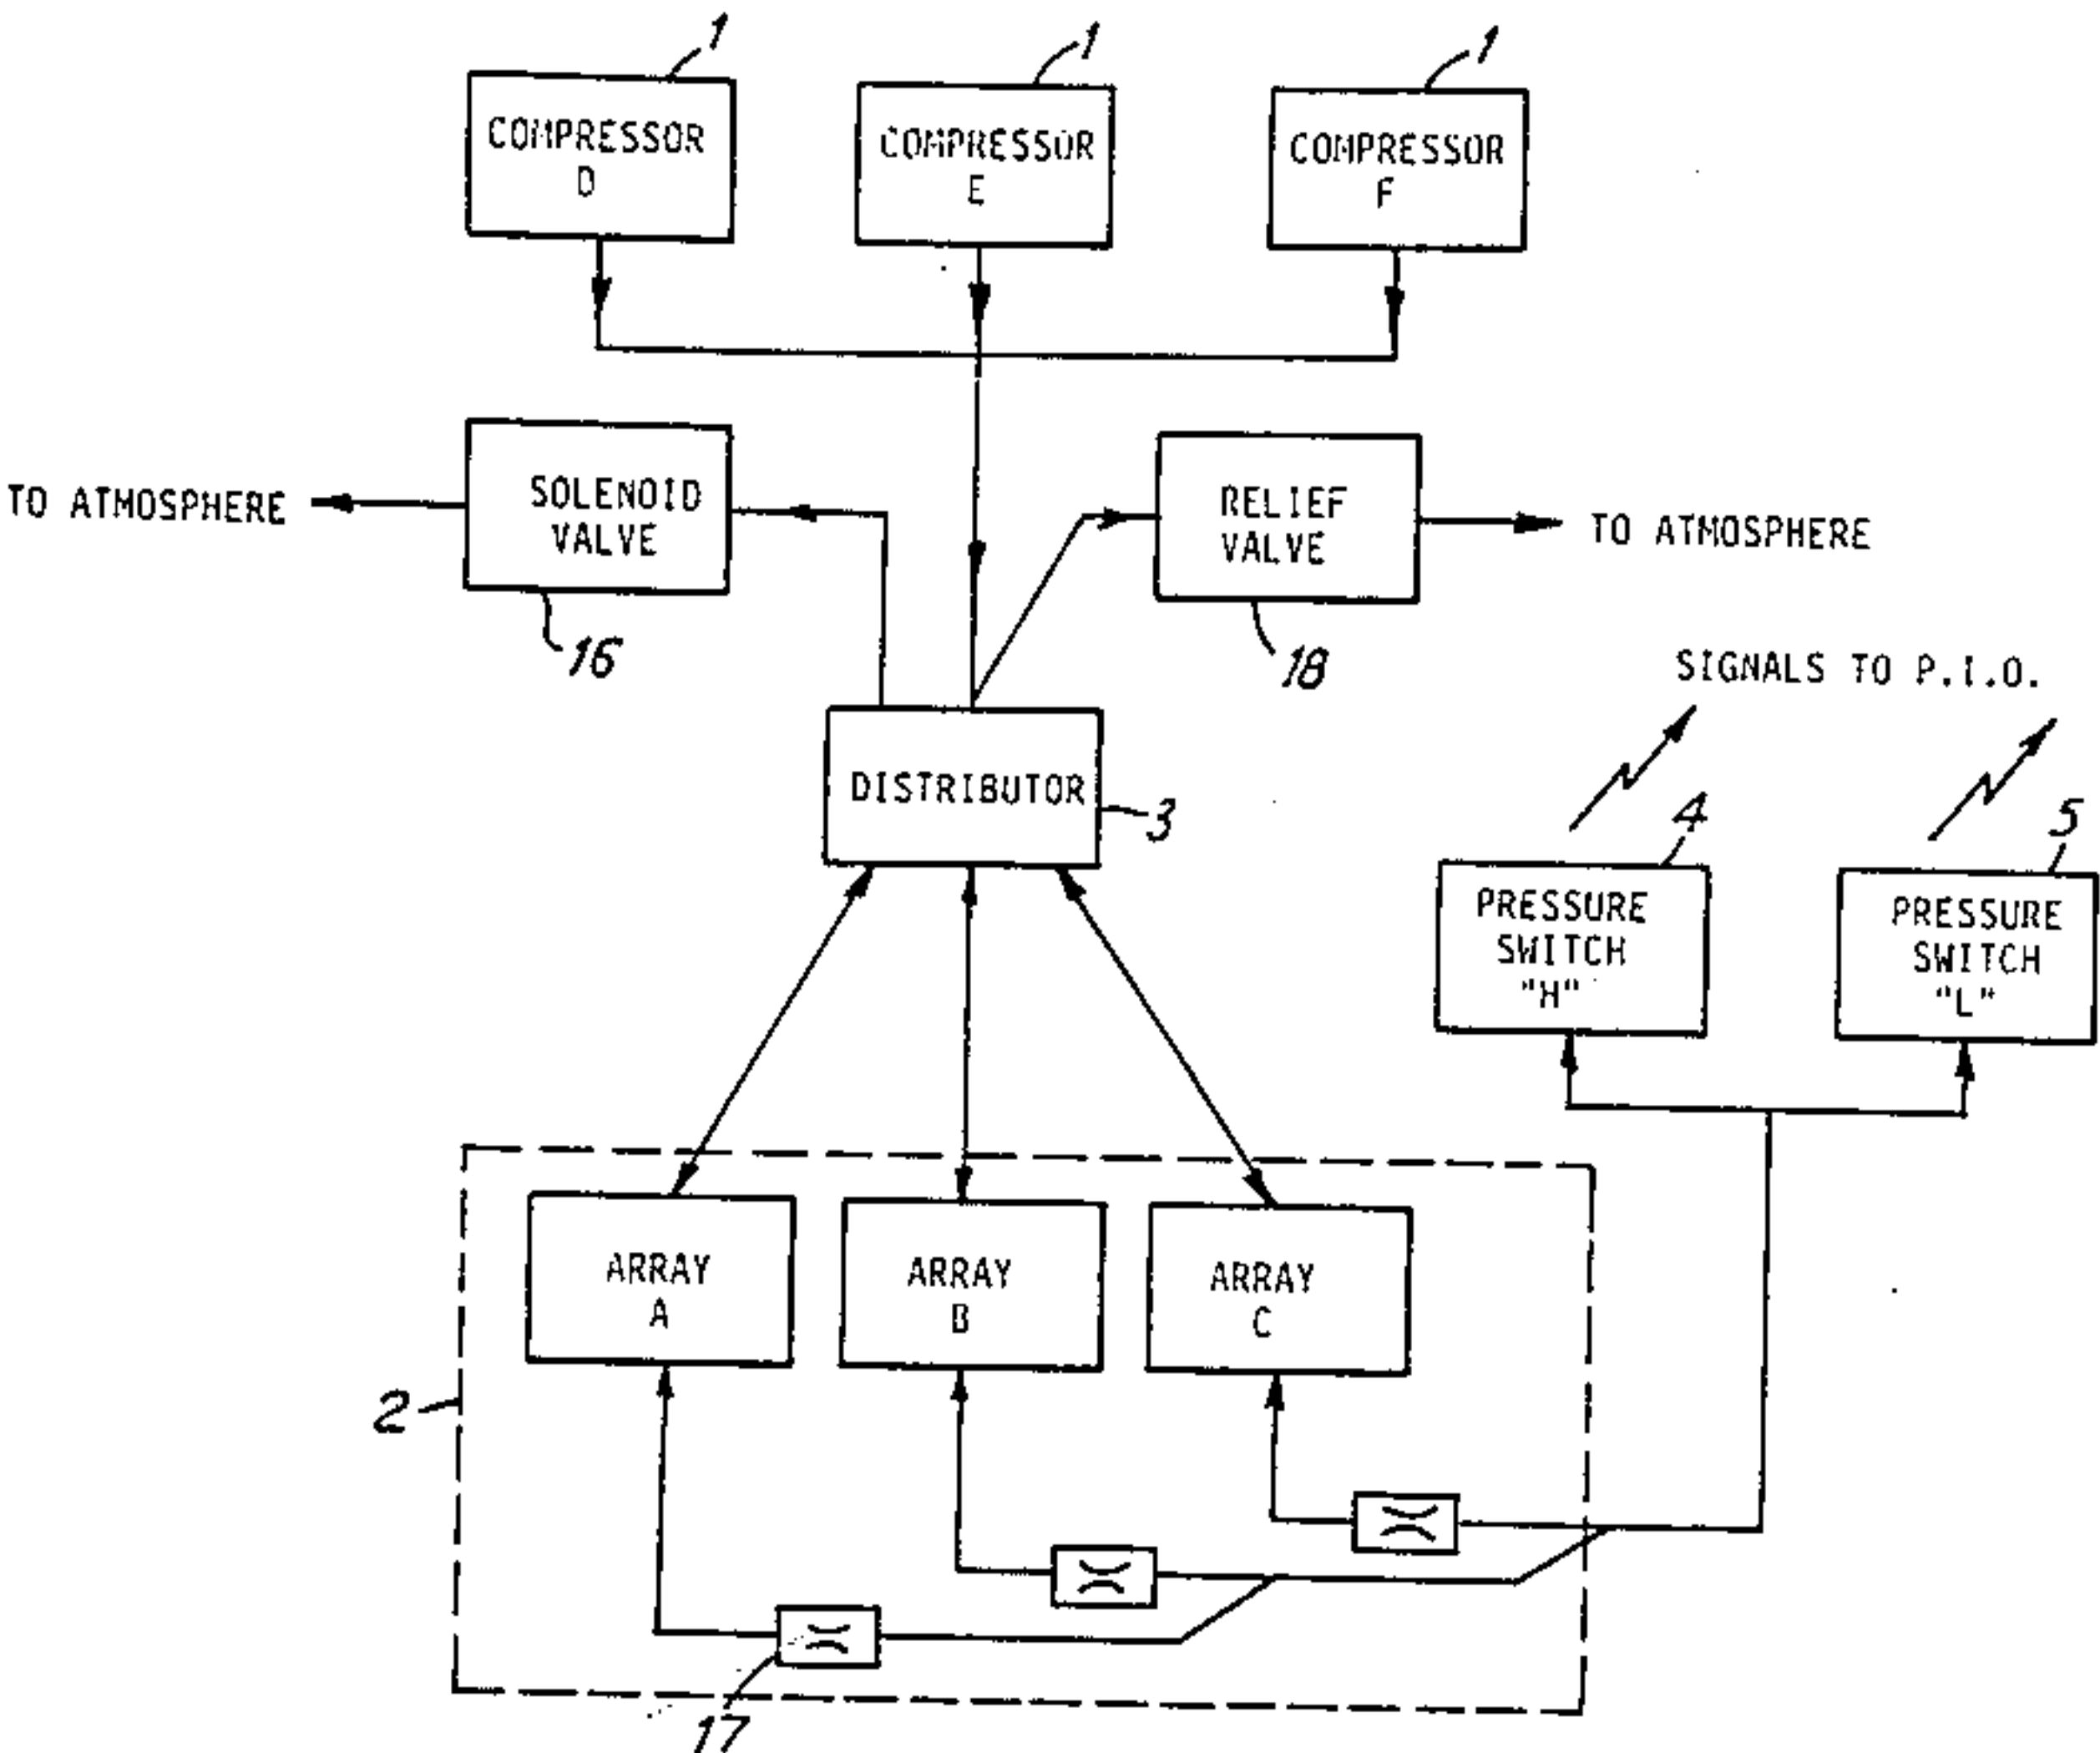 1
1
1
COMPRESSOR
D
COMPRESSOR
E
COMPRESSOR
F
TO ATMOSPHERE
SOLENOID
VALVE
RELIEF
VALVE
TO ATMOSPHERE
16
18
SIGNALS TO P.I.O.
DISTRIBUTOR
3
4
5
PRESSURE
SWITCH
"H"
PRESSURE
SWITCH
"L"
ARRAY
A
ARRAY
B
ARRAY
C
2
17